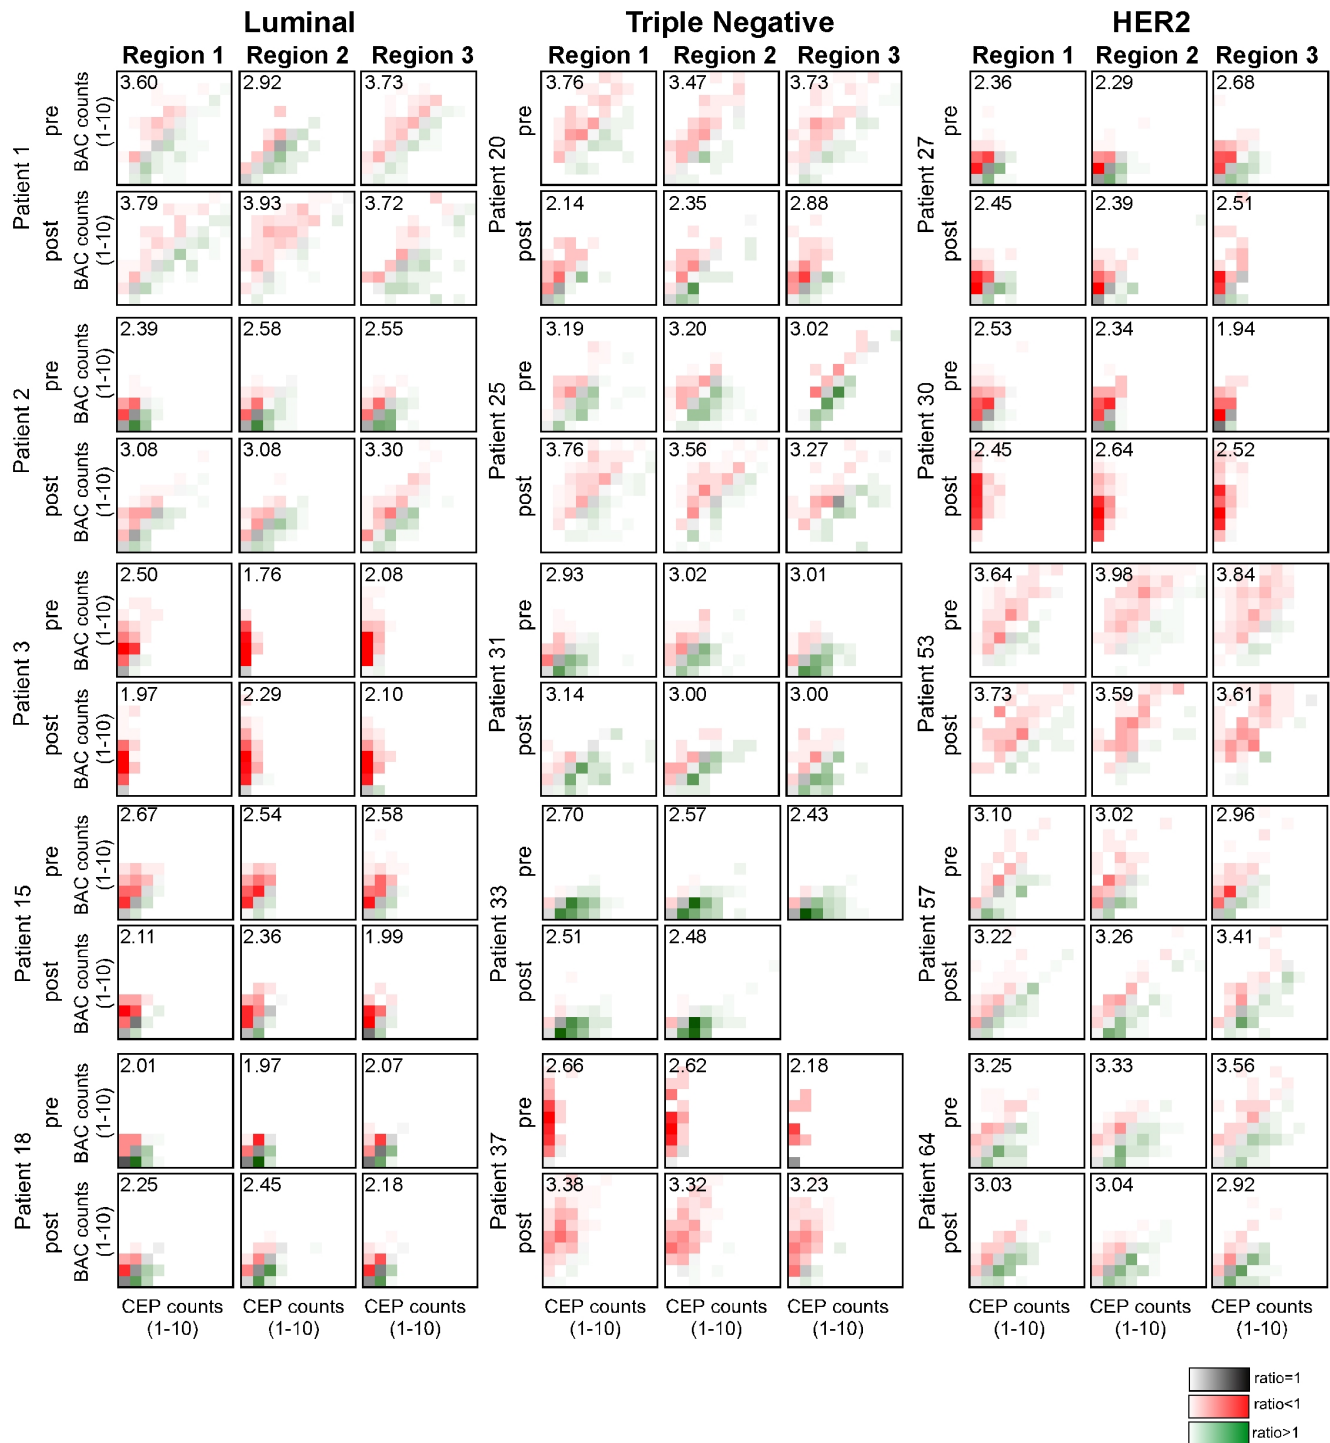 Luminal Triple Negative HER2
Region 1 Region 2 Region 3 Region 1 Region 2 Region 3 Region 1 Region 2 Region 3
Patient 1
pre
BAC counts
(1-10)
3.60 2.92 3.73
post
BAC counts
(1-10)
3.79 3.93 3.72
Patient 20
pre
3.76 3.47 3.73
post
2.14 2.35 2.88
Patient 27
pre
2.36 2.29 2.68
post
2.45 2.39 2.51
Patient 2
pre
BAC counts
(1-10)
2.39 2.58 2.55
post
BAC counts
(1-10)
3.08 3.08 3.30
Patient 25
pre
3.19 3.20 3.02
post
3.76 3.56 3.27
Patient 30
pre
2.53 2.34 1.94
post
2.45 2.64 2.52
Patient 3
pre
BAC counts
(1-10)
2.50 1.76 2.08
post
BAC counts
(1-10)
1.97 2.29 2.10
Patient 31
pre
2.93 3.02 3.01
post
3.14 3.00 3.00
Patient 53
pre
3.64 3.98 3.84
post
3.73 3.59 3.61
Patient 15
pre
BAC counts
(1-10)
2.67 2.54 2.58
post
BAC counts
(1-10)
2.11 2.36 1.99
Patient 33
pre
2.70 2.57 2.43
post
2.51 2.48
Patient 57
pre
3.10 3.02 2.96
post
3.22 3.26 3.41
Patient 18
pre
BAC counts
(1-10)
2.01 1.97 2.07
post
BAC counts
(1-10)
2.25 2.45 2.18
Patient 37
pre
2.66 2.62 2.18
post
3.38 3.32 3.23
Patient 64
pre
3.25 3.33 3.56
post
3.03 3.04 2.92
CEP counts CEP counts CEP counts CEP counts CEP counts CEP counts CEP counts CEP counts CEP counts
(1-10) (1-10) (1-10) (1-10) (1-10) (1-10) (1-10) (1-10) (1-10)
ratio=1
ratio<1
ratio>1